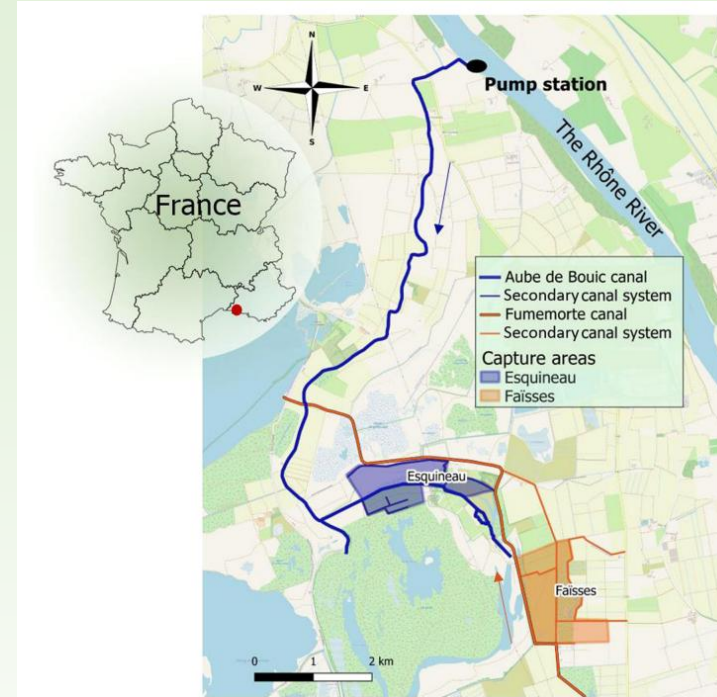 N
W E
S
Pump station
France
The Rhône River
Aube de Bouic canal
Secondary canal system
Fumemorte canal
Secondary canal system
Capture areas
Esquineau
Faïsses
Esquineau
Faïsses
0 1 2 km